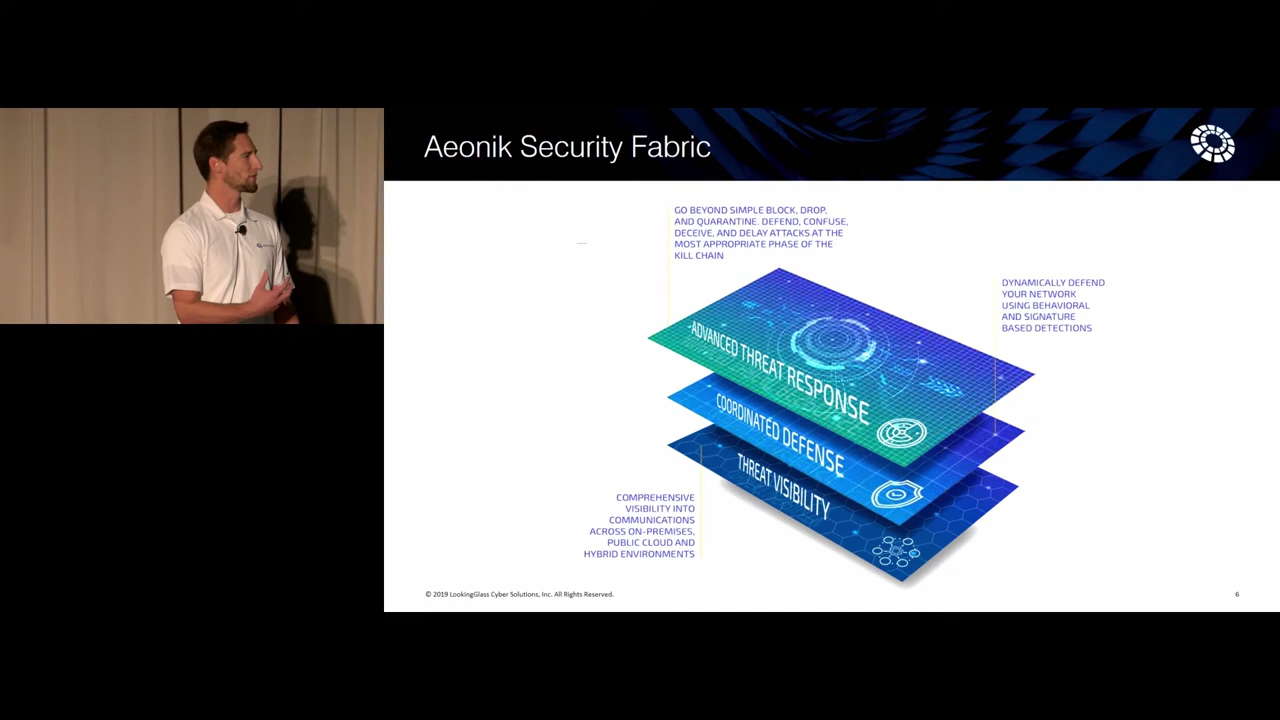 Aeonik Security Fabric
GO BEYOND SIMPLE BLOCK, DROP,
AND QUARANTINE. DEFEND, CONFUSE,
DECEIVE, AND DELAY ATTACKS AT THE
MOST APPROPRIATE PHASE OF THE
KILL CHAIN
DYNAMICALLY DEFEND
YOUR NETWORK
USING BEHAVIORAL
AND SIGNATURE
BASED DETECTIONS
ADVANCED THREAT RESPONSE
COORDINATED DEFENSE
THREAT VISIBILITY
COMPREHENSIVE
VISIBILITY INTO
COMMUNICATIONS
ACROSS ON-PREMISES,
PUBLIC CLOUD AND
HYBRID ENVIRONMENTS
© 2019 LookingGlass Cyber Solutions, Inc. All Rights Reserved.
6